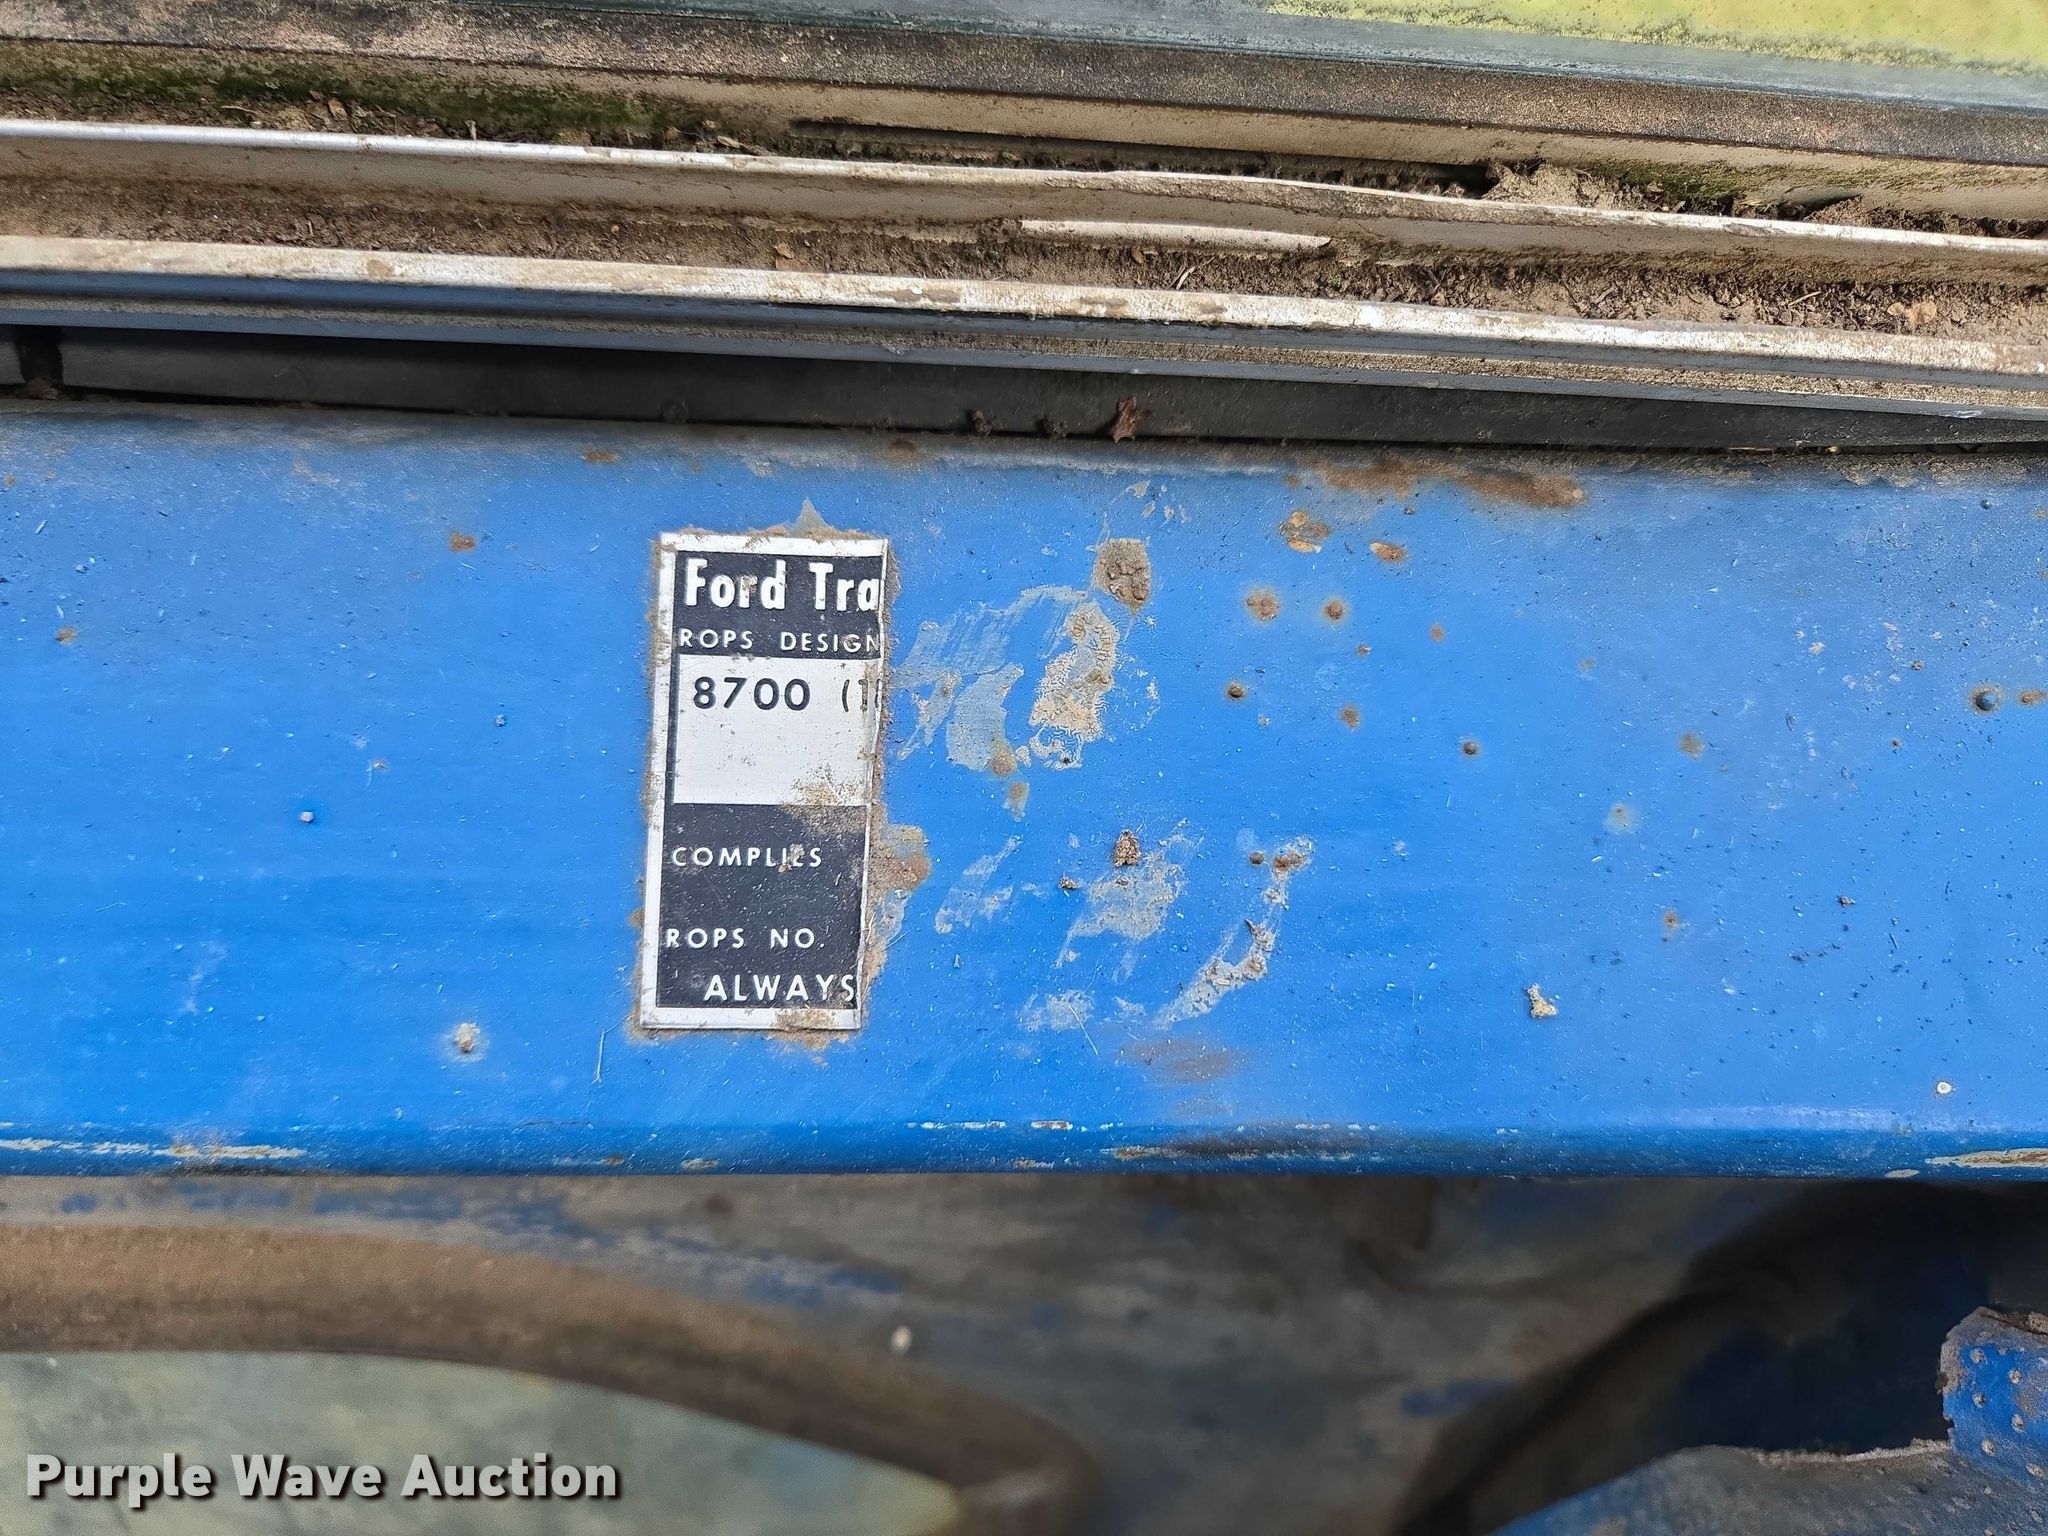 Ford Tra
ROPS DESIGN
8700 (1
COMPLIES
ROPS NO.
ALWAYS
Purple Wave Auction